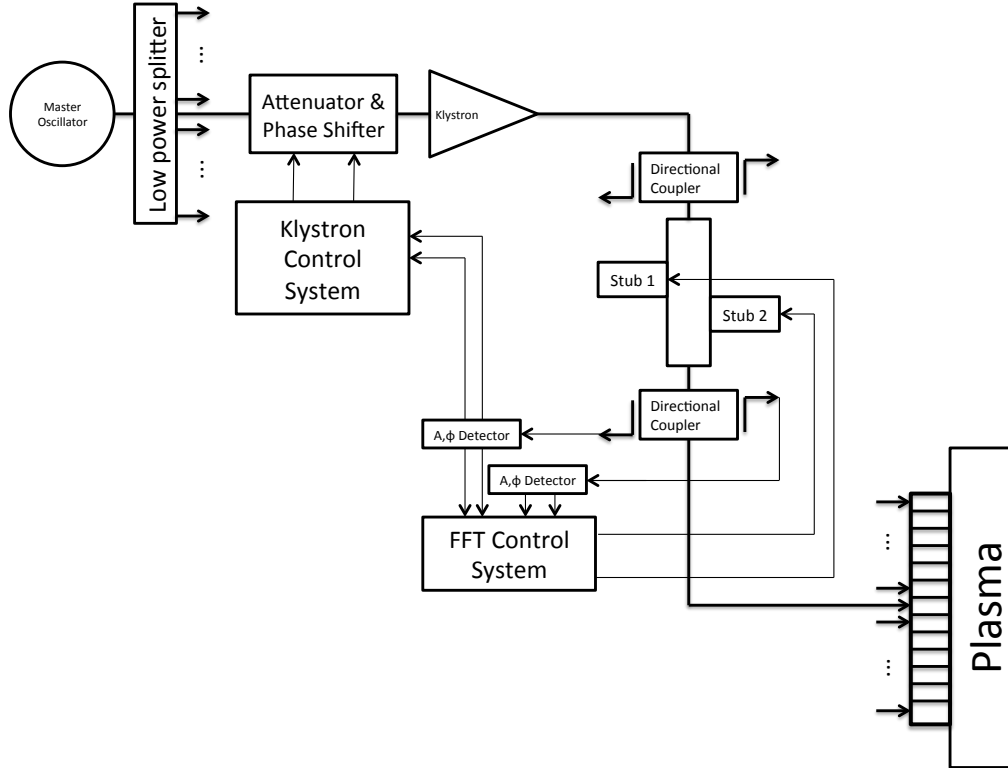 Low power splitter
Master
Oscillator
Attenuator &
Phase Shifter
Klystron
Directional
Coupler
Klystron
Control
System
Stub 1
Stub 2
Directional
Coupler
A,ϕ Detector
A,ϕ Detector
FFT Control
System
Plasma
...
...
...
...